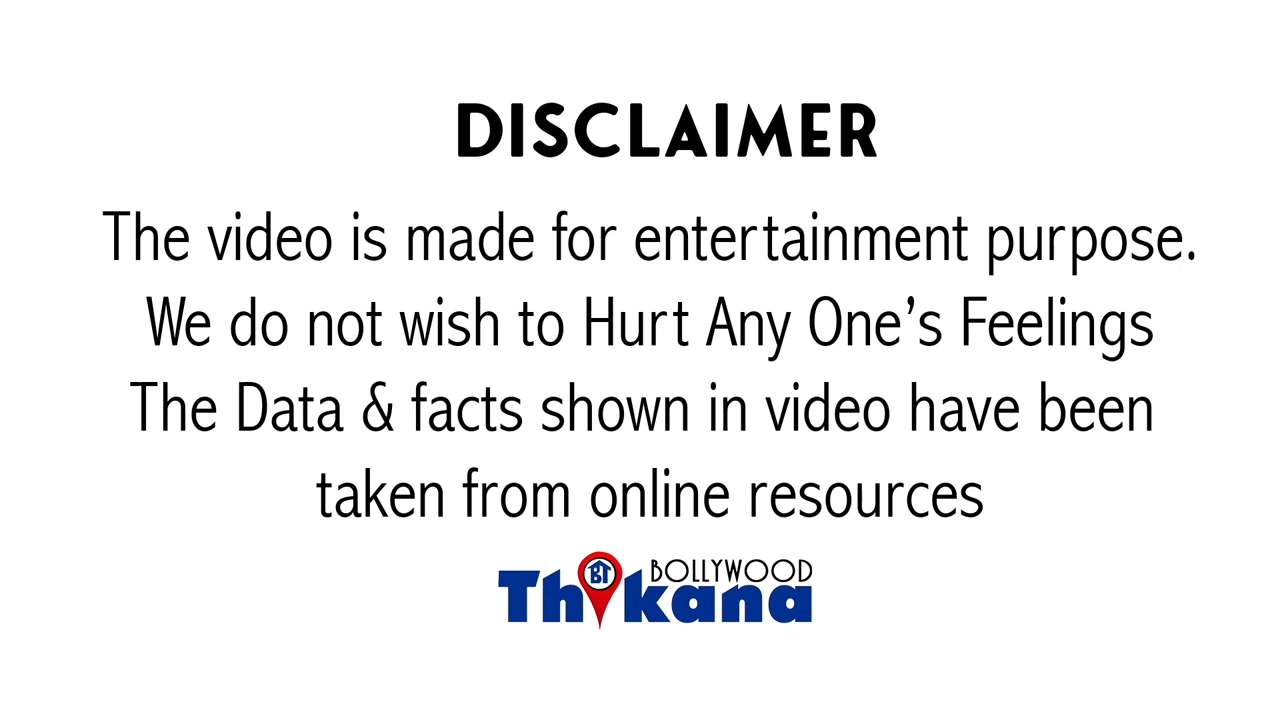 DISCLAIMER
The video is made for entertainment purpose.
We do not wish to Hurt Any One’s Feelings
The Data & facts shown in video have been
taken from online resources
BT BOLLYWOOD
Thikana